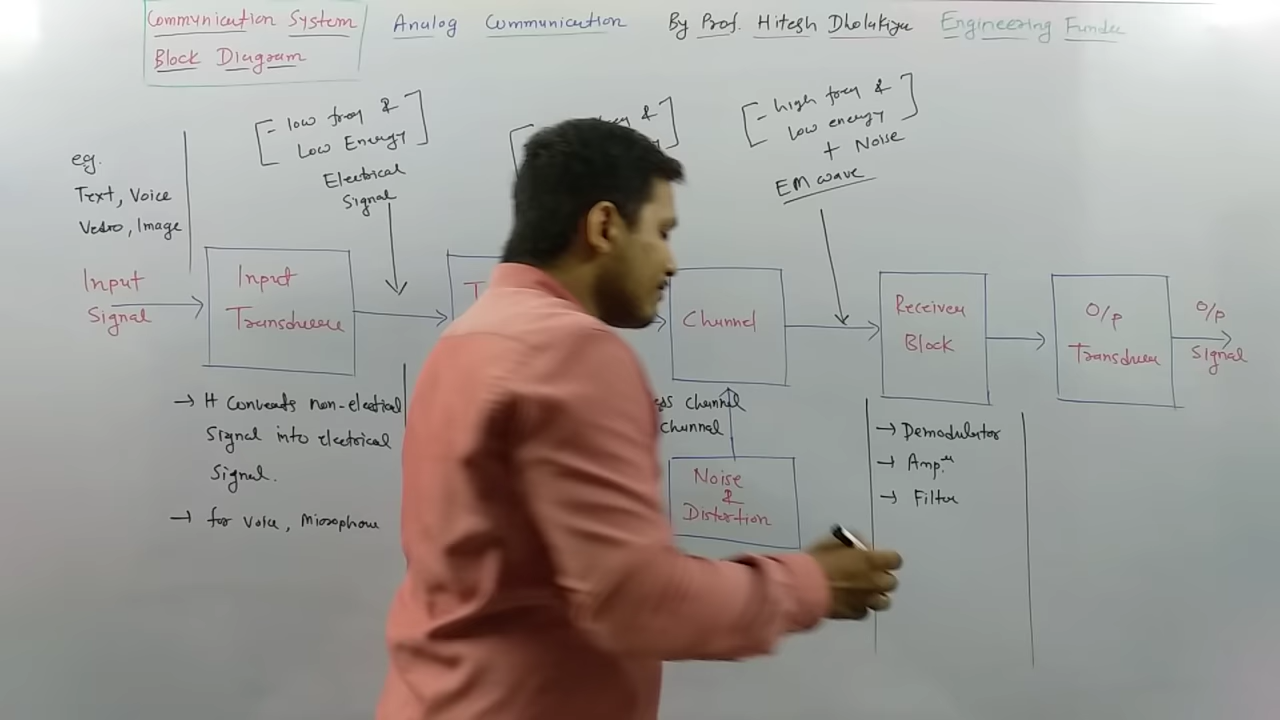 Communication System
Block Diagram
Analog Communication
By Prof. Hitesh Dholakiya
Engineering Funda
[- low freq &
Low Energy]
Electrical
Signal
&
[- high freq &
low energy]
+ Noise
EM wave
eg.
Text, Voice
Video, Image
Input
Signal
Input
Transducer
T
Channel
Receiver
Block
O/p
Transducer
O/p
Signal
→ It Converts non-electrical
Signal into electrical
Signal.
→ for Voice, Microphone
ss channel
channel
Noise
&
Distortion
→ Demodulator
→ Amp.
→ Filter